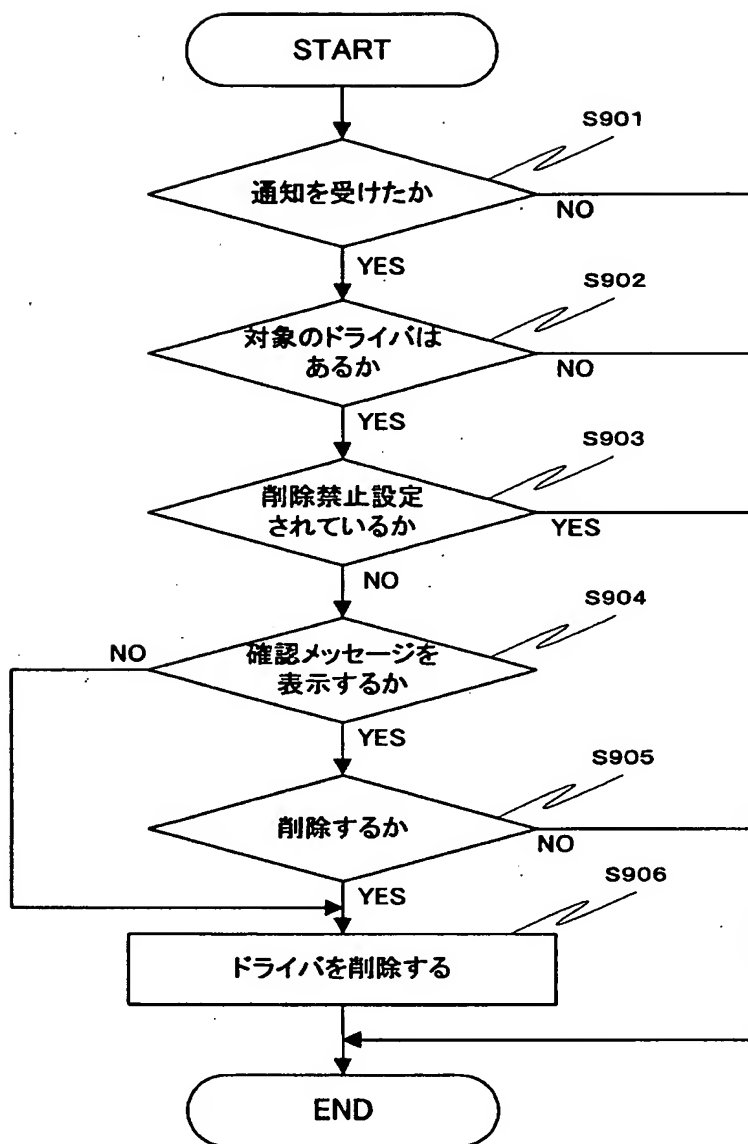 START
S901
通知を受けたか
NO
YES
S902
対象のドライバは
あるか
NO
YES
S903
削除禁止設定
されているか
YES
NO
S904
NO
確認メッセージを
表示するか
YES
S905
削除するか
NO
YES
S906
ドライバを削除する
END